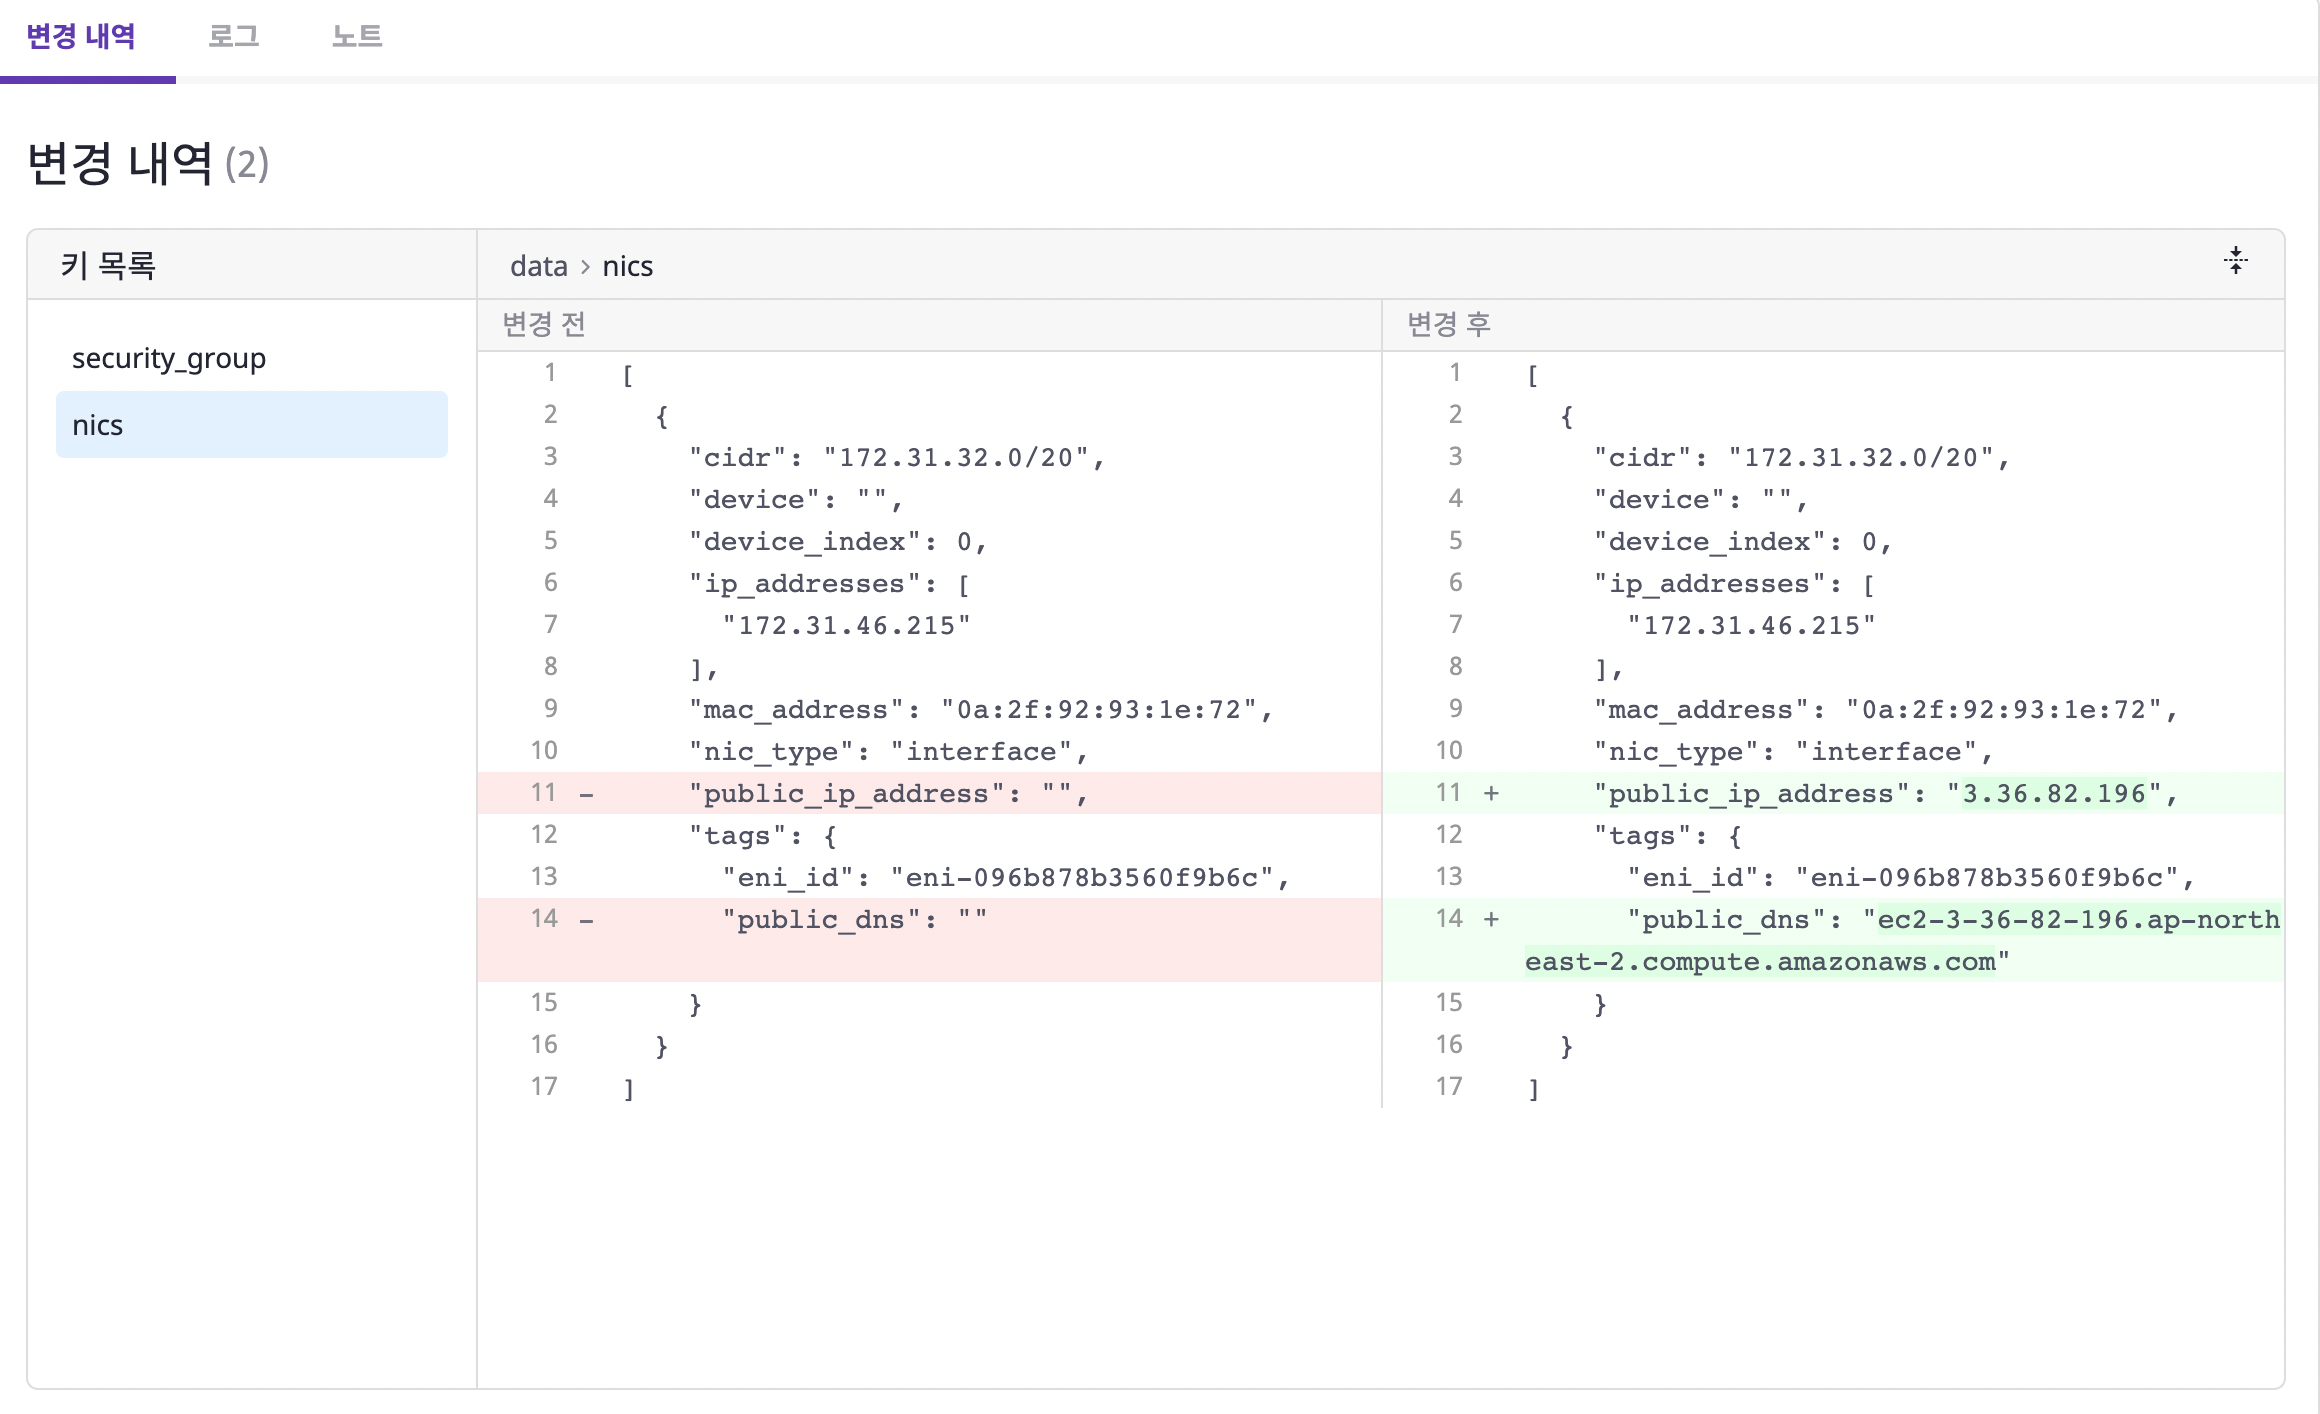 변경 내역 로그 노트
변경 내역 (2)
키 목록
security_group
nics
data > nics
변경 전
1 [
2 {
3 "cidr": "172.31.32.0/20",
4 "device": "",
5 "device_index": 0,
6 "ip_addresses": [
7 "172.31.46.215"
8 ],
9 "mac_address": "0a:2f:92:93:1e:72",
10 "nic_type": "interface",
11 - "public_ip_address": "",
12 "tags": {
13 "eni_id": "eni-096b878b3560f9b6c",
14 - "public_dns": ""
15 }
16 }
17 ]
변경 후
1 [
2 {
3 "cidr": "172.31.32.0/20",
4 "device": "",
5 "device_index": 0,
6 "ip_addresses": [
7 "172.31.46.215"
8 ],
9 "mac_address": "0a:2f:92:93:1e:72",
10 "nic_type": "interface",
11 + "public_ip_address": "3.36.82.196",
12 "tags": {
13 "eni_id": "eni-096b878b3560f9b6c",
14 + "public_dns": "ec2-3-36-82-196.ap-north
east-2.compute.amazonaws.com"
15 }
16 }
17 ]